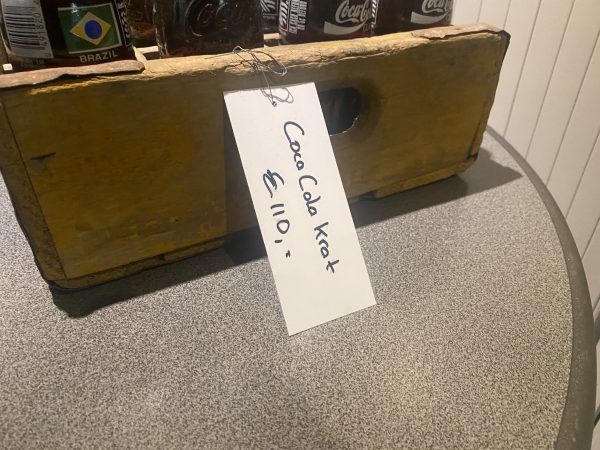 BRAZIL
Coca-Cola
Coca-Cola
Coca Cola Krat
€ 110,=